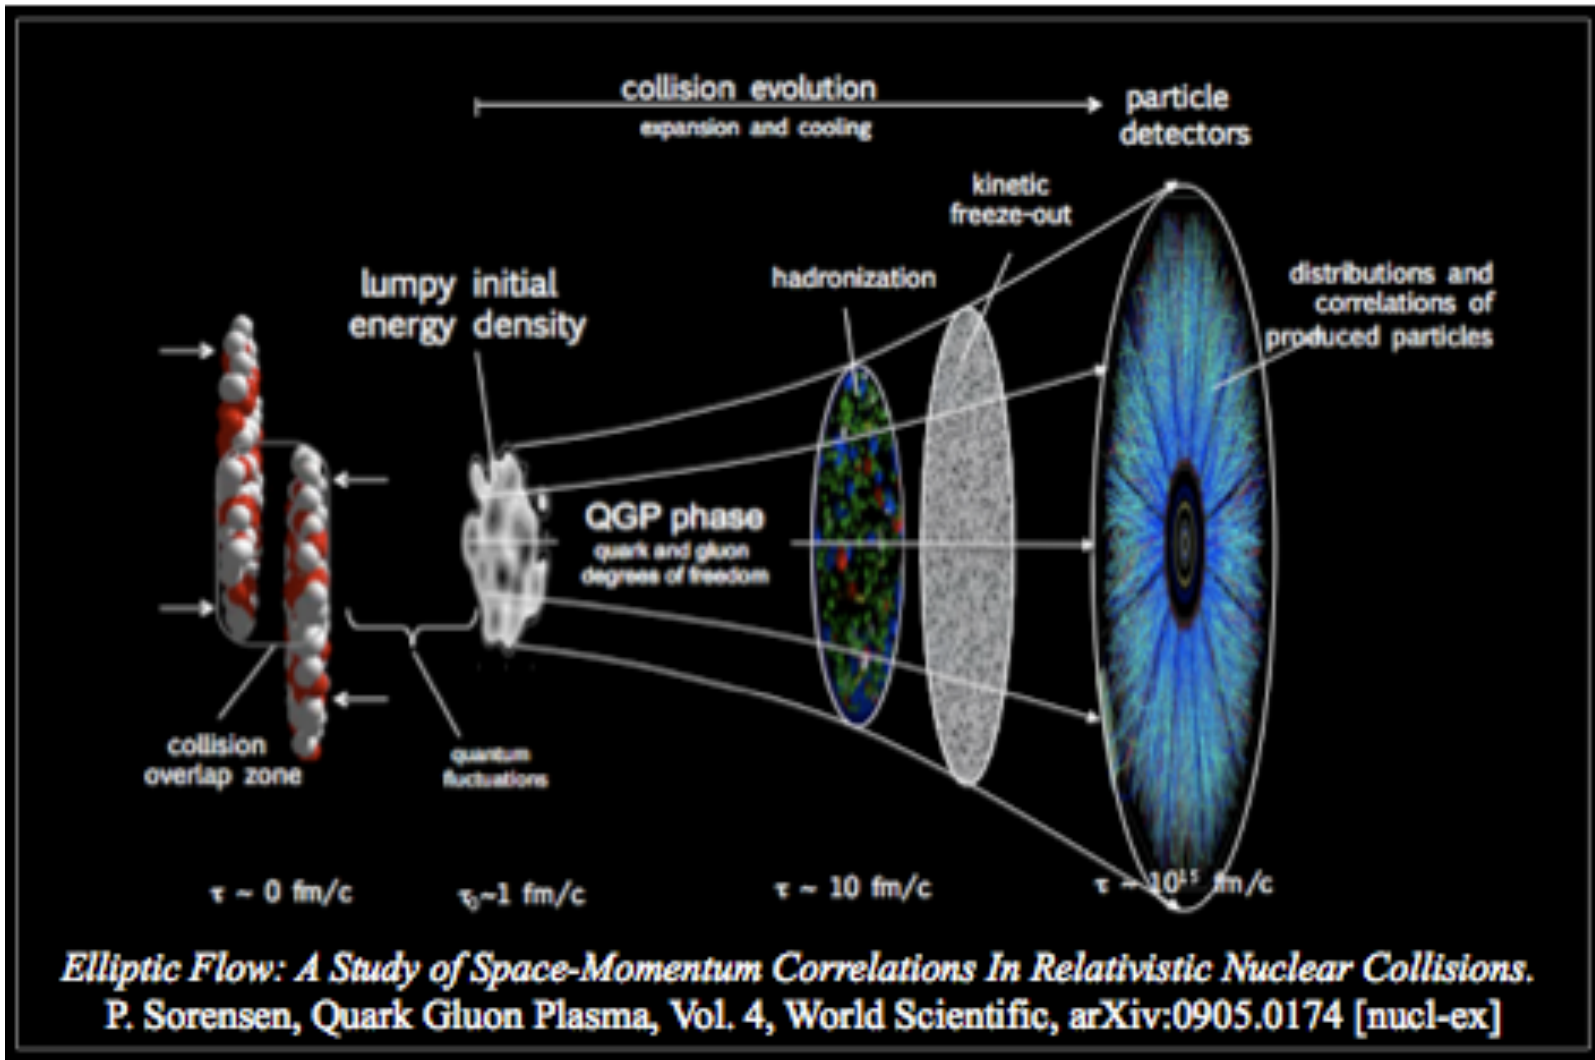 collision evolution
expansion and cooling
particle
detectors
kinetic
freeze-out
hadronization
lumpy initial
energy density
distributions and
correlations of
produced particles
QGP phase
quark and gluon
degrees of freedom
collision
overlap zone
quantum
fluctuations
τ ~ 0 fm/c
τ₀~1 fm/c
τ ~ 10 fm/c
τ ~ 10¹⁵ fm/c
Elliptic Flow: A Study of Space-Momentum Correlations In Relativistic Nuclear Collisions.
P. Sorensen, Quark Gluon Plasma, Vol. 4, World Scientific, arXiv:0905.0174 [nucl-ex]